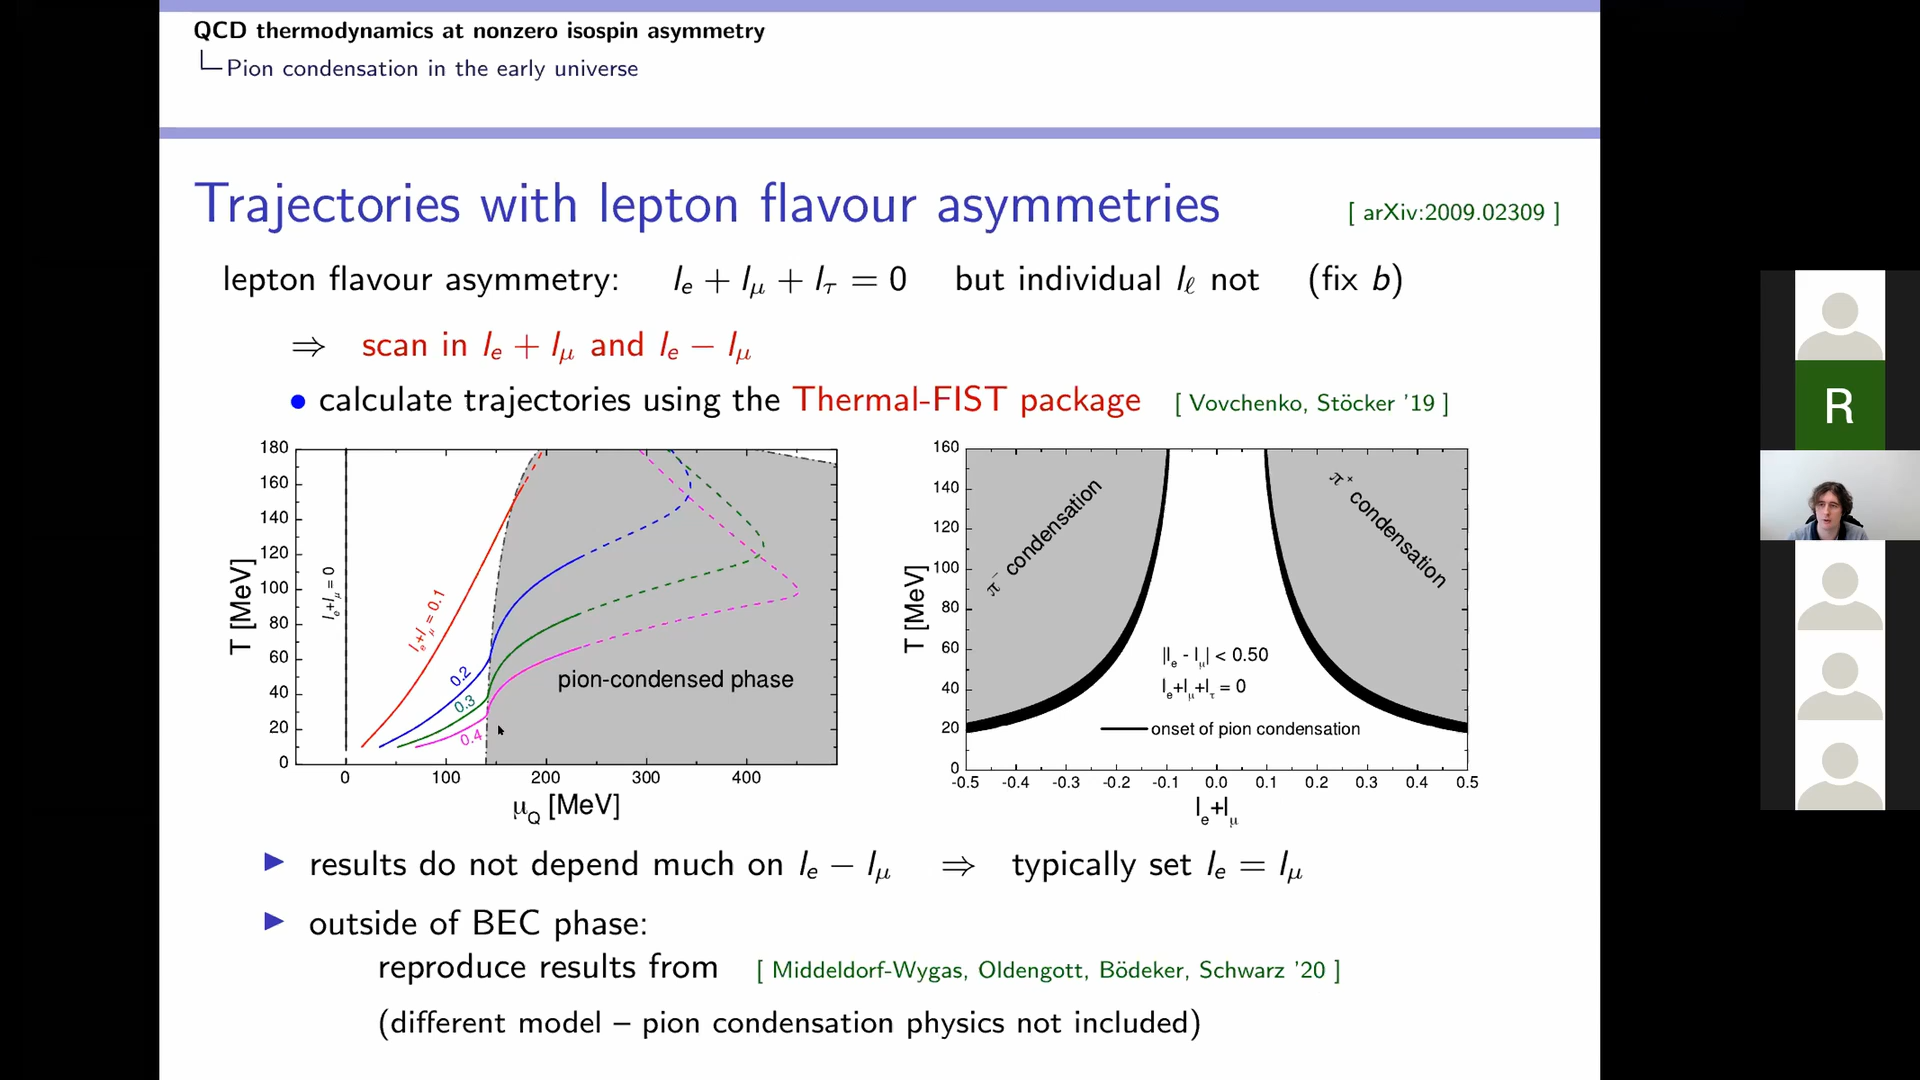 QCD thermodynamics at nonzero isospin asymmetry
Pion condensation in the early universe
Trajectories with lepton flavour asymmetries [ arXiv:2009.02309 ]
lepton flavour asymmetry: l_e + l_μ + l_τ = 0 but individual l_ℓ not (fix b)
⇒ scan in l_e + l_μ and l_e − l_μ
• calculate trajectories using the Thermal-FIST package [ Vovchenko, Stöcker '19 ]
180
160
140
120
100
80
60
40
20
0
T [MeV]
l_e+l_μ = 0
l_e+l_μ = 0.1
0.2
0.3
0.4
pion-condensed phase
0 100 200 300 400
μ_Q [MeV]
160
140
120
100
80
60
40
20
0
T [MeV]
π⁻ condensation
π⁺ condensation
|l_e - l_μ| < 0.50
l_e+l_μ+l_τ = 0
onset of pion condensation
-0.5 -0.4 -0.3 -0.2 -0.1 0.0 0.1 0.2 0.3 0.4 0.5
l_e+l_μ
▶ results do not depend much on l_e − l_μ ⇒ typically set l_e = l_μ
▶ outside of BEC phase:
reproduce results from [ Middeldorf-Wygas, Oldengott, Bödeker, Schwarz '20 ]
(different model – pion condensation physics not included)
R